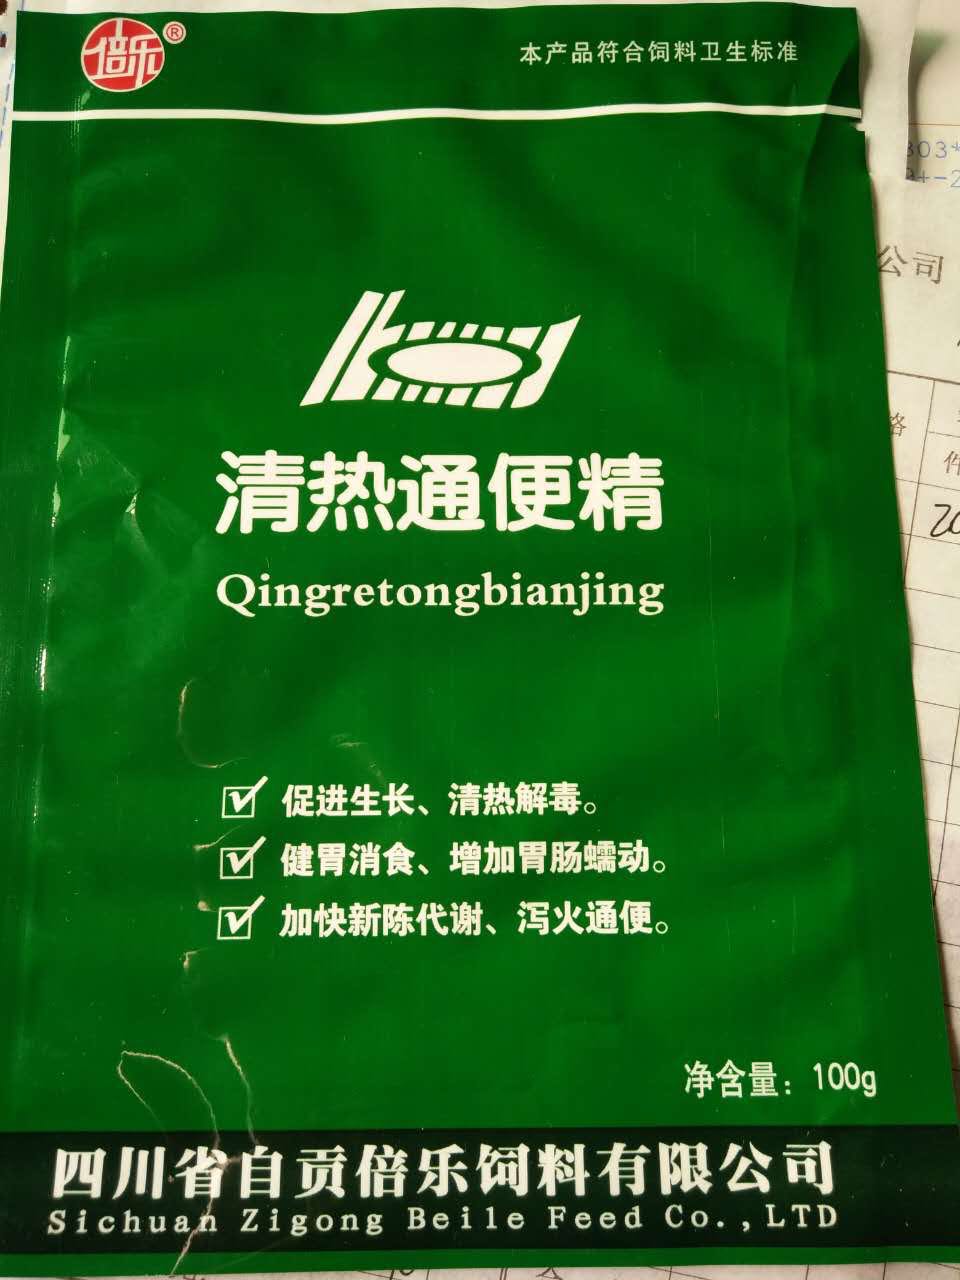 倍乐®
本产品符合饲料卫生标准
清热通便精
Qingretongbianjing
促进生长、清热解毒。
健胃消食、增加胃肠蠕动。
加快新陈代谢、泻火通便。
净含量：100g
四川省自贡倍乐饲料有限公司
Sichuan Zigong Beile Feed Co.,LTD
公司
件